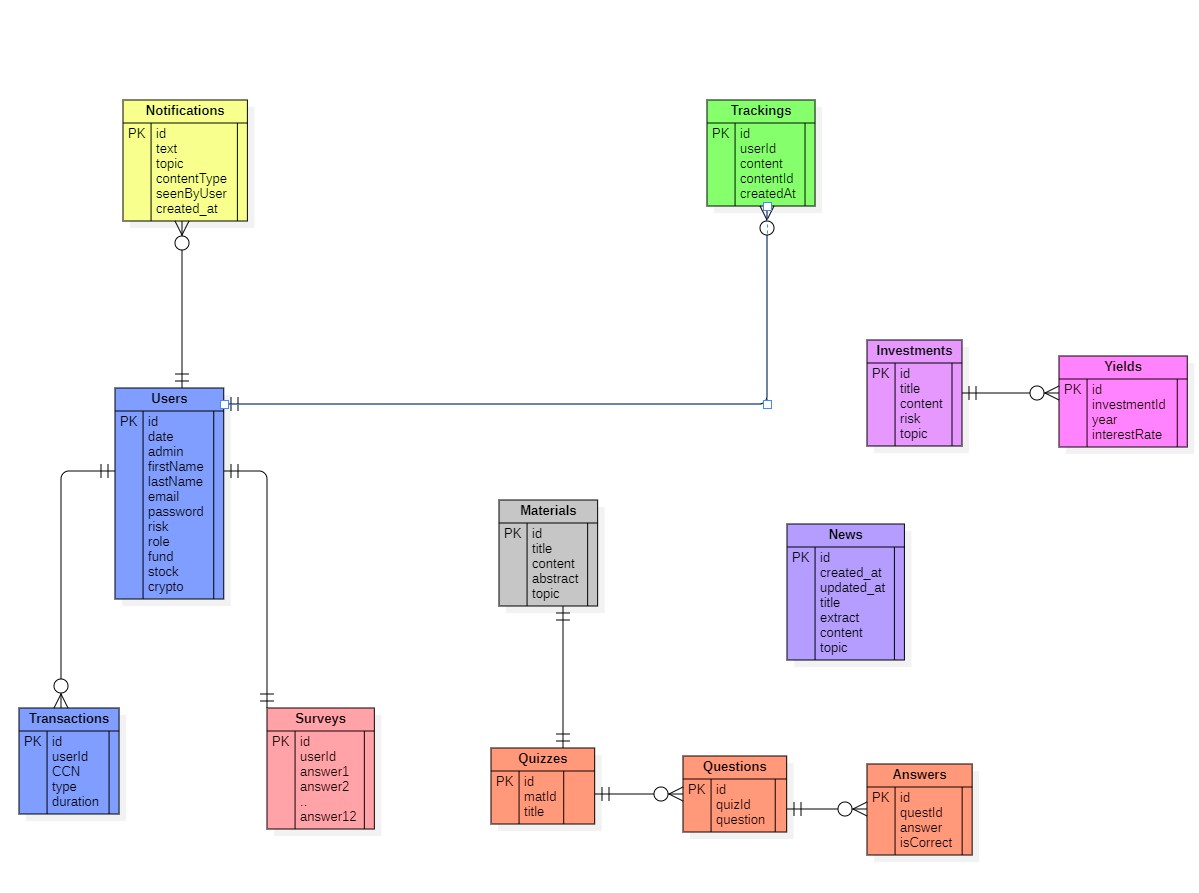 Notifications
PK id
text
topic
contentType
seenByUser
created_at
Trackings
PK id
userId
content
contentId
createdAt
Investments
PK id
title
content
risk
topic
Yields
PK id
investmentId
year
interestRate
Users
PK id
date
admin
firstName
lastName
email
password
risk
role
fund
stock
crypto
Materials
PK id
title
content
abstract
topic
News
PK id
created_at
updated_at
title
extract
content
topic
Transactions
PK id
userId
CCN
type
duration
Surveys
PK id
userId
answer1
answer2
..
answer12
Quizzes
PK id
matId
title
Questions
PK id
quizId
question
Answers
PK id
questId
answer
isCorrect